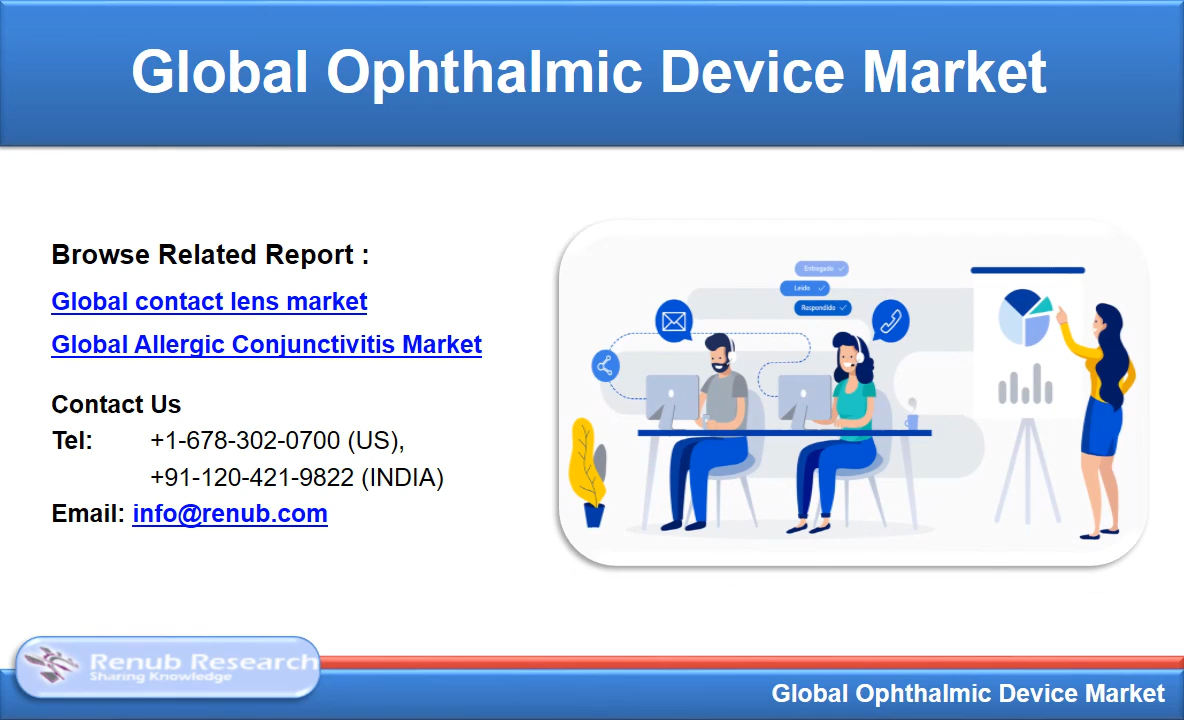 Global Ophthalmic Device Market
Browse Related Report :
Global contact lens market
Global Allergic Conjunctivitis Market
Contact Us
Tel: +1-678-302-0700 (US),
+91-120-421-9822 (INDIA)
Email: info@renub.com
Entregado
Leido
Respondido
Renub Research
Sharing Knowledge
Global Ophthalmic Device Market